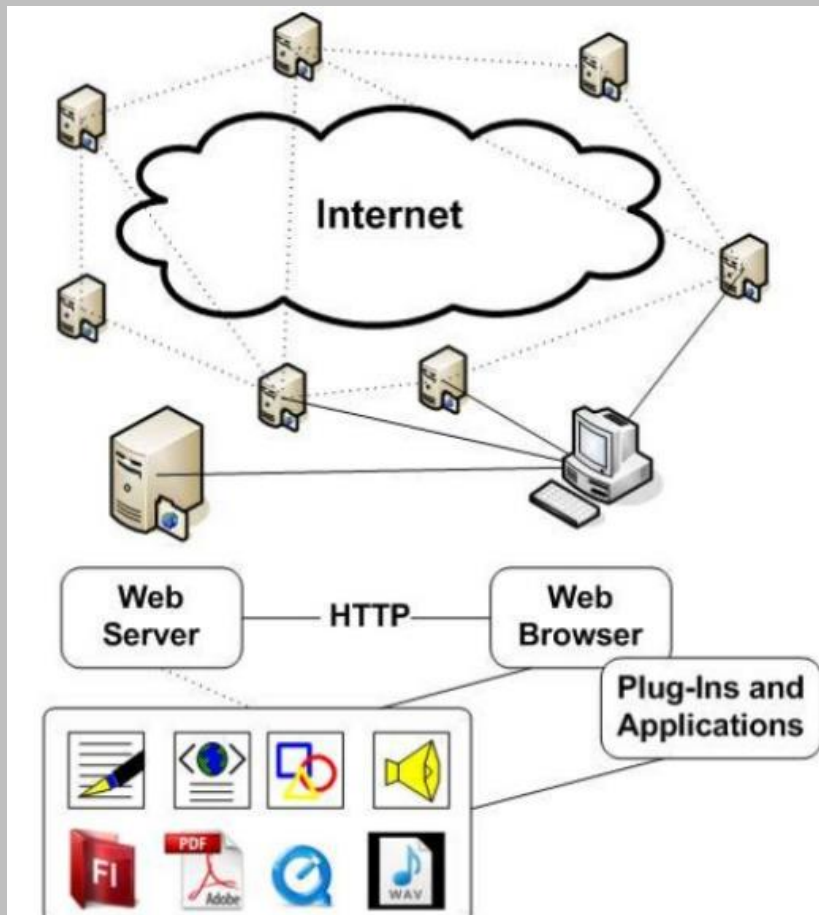 Internet
Web
Server
HTTP
Web
Browser
Plug-Ins and
Applications
Fl
PDF
Adobe
WAV